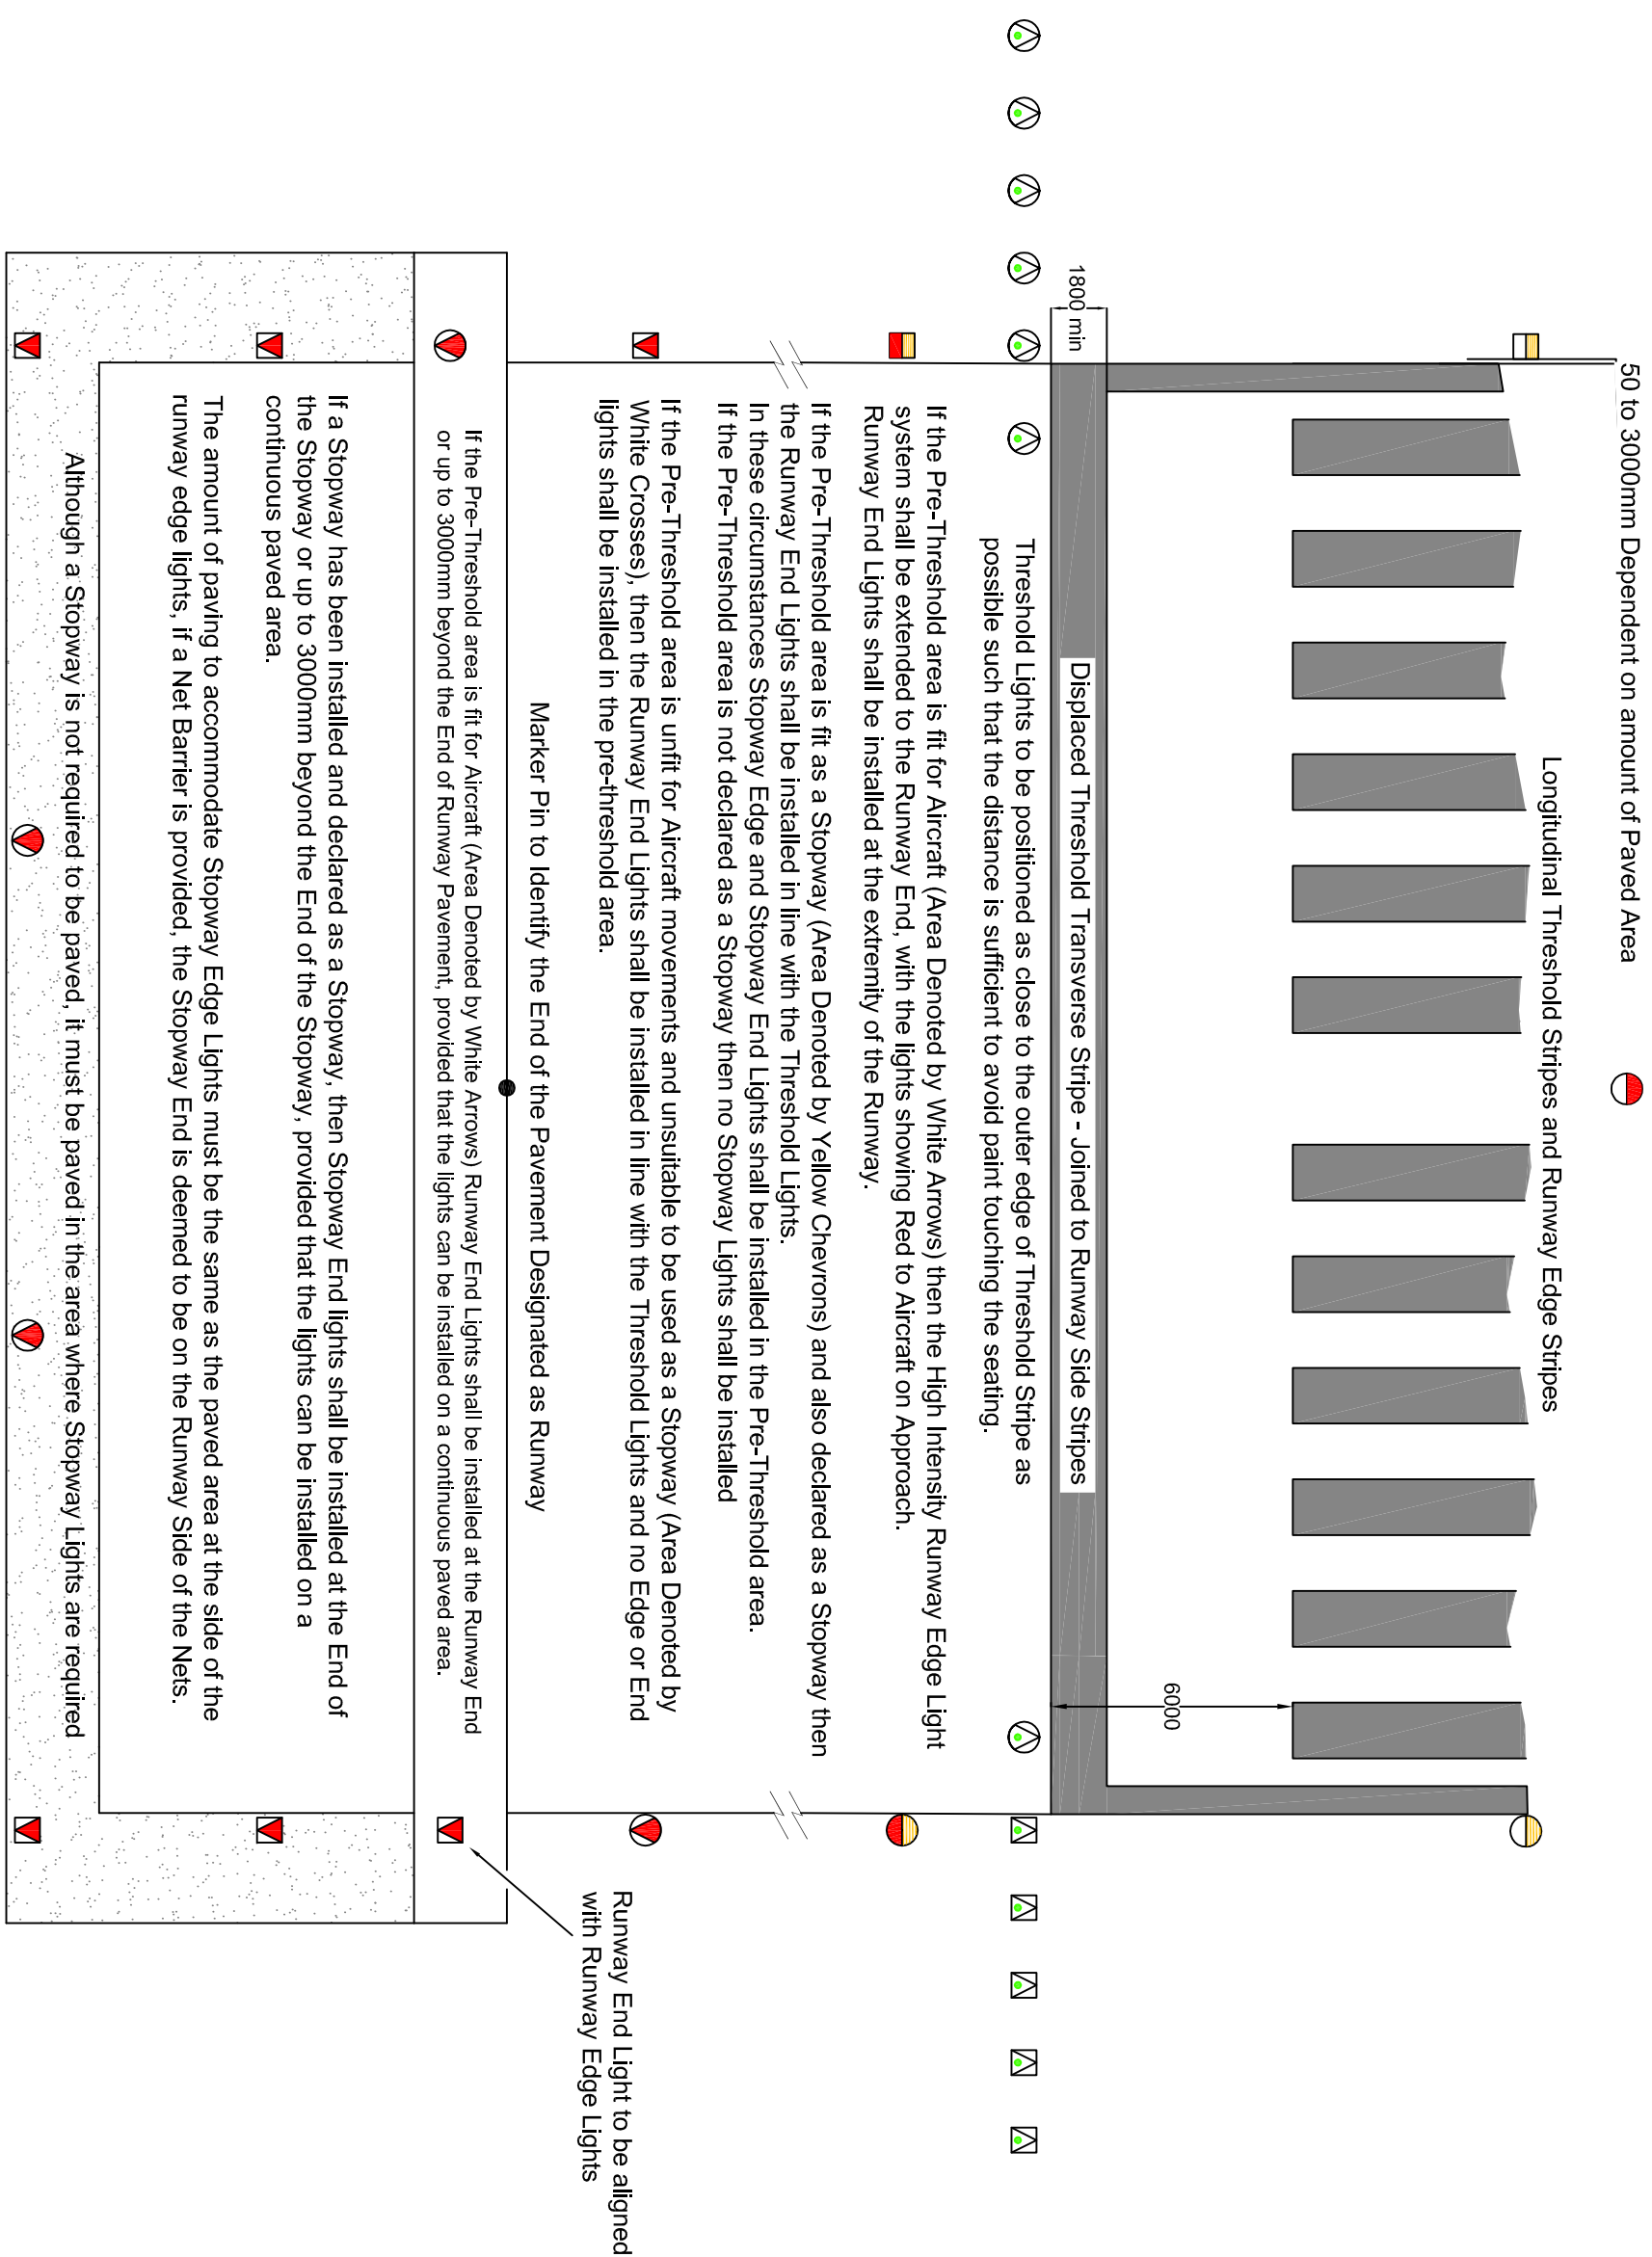 50 to 3000mm Dependent on amount of Paved Area
Longitudinal Threshold Stripes and Runway Edge Stripes
6000
1800 min
Displaced Threshold Transverse Stripe - Joined to Runway Side Stripes
Threshold Lights to be positioned as close to the outer edge of Threshold Stripe as
possible such that the distance is sufficient to avoid paint touching the seating.
If the Pre-Threshold area is fit for Aircraft (Area Denoted by White Arrows) then the High Intensity Runway Edge Light
system shall be extended to the Runway End, with the lights showing Red to Aircraft on Approach.
Runway End Lights shall be installed at the extremity of the Runway.
If the Pre-Threshold area is fit as a Stopway (Area Denoted by Yellow Chevrons) and also declared as a Stopway then
the Runway End Lights shall be installed in line with the Threshold Lights.
In these circumstances Stopway Edge and Stopway End Lights shall be installed in the Pre-Threshold area.
If the Pre-Threshold area is not declared as a Stopway then no Stopway Lights shall be installed
If the Pre-Threshold area is unfit for Aircraft movements and unsuitable to be used as a Stopway (Area Denoted by
White Crosses), then the Runway End Lights shall be installed in line with the Threshold Lights and no Edge or End
lights shall be installed in the pre-threshold area.
Runway End Light to be aligned
with Runway Edge Lights
Marker Pin to Identify the End of the Pavement Designated as Runway
If the Pre-Threshold area is fit for Aircraft (Area Denoted by White Arrows) Runway End Lights shall be installed at the Runway End
or up to 3000mm beyond the End of Runway Pavement, provided that the lights can be installed on a continuous paved area.
If a Stopway has been installed and declared as a Stopway, then Stopway End lights shall be installed at the End of
the Stopway or up to 3000mm beyond the End of the Stopway, provided that the lights can be installed on a
continuous paved area.
The amount of paving to accommodate Stopway Edge Lights must be the same as the paved area at the side of the
runway edge lights, if a Net Barrier is provided, the Stopway End is deemed to be on the Runway Side of the Nets.
Although a Stopway is not required to be paved, it must be paved in the area where Stopway Lights are required